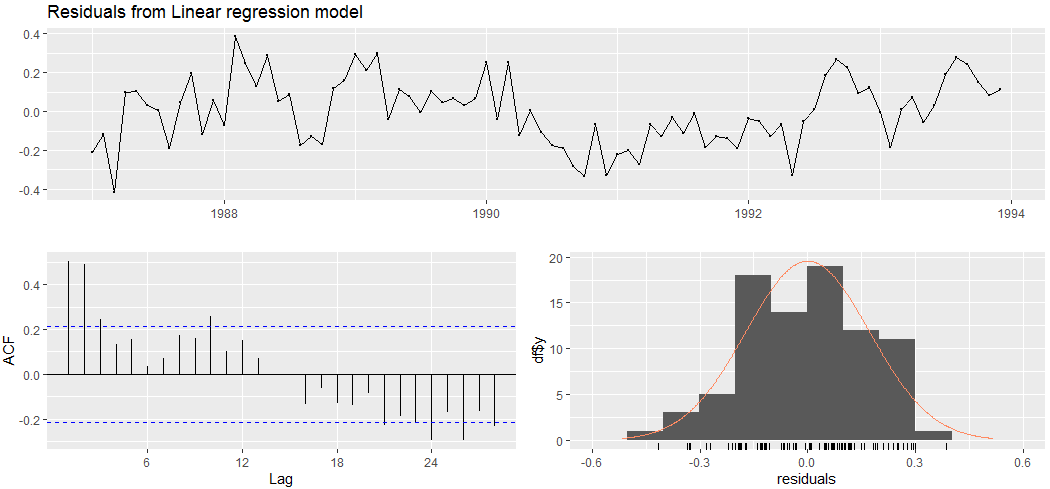 Residuals from Linear regression model
0.4
0.2
0.0
-0.2
-0.4
1988 1990 1992 1994
ACF
0.4
0.2
0.0
-0.2
6 12 18 24
Lag
df$y
20
15
10
5
0
-0.6 -0.3 0.0 0.3 0.6
residuals